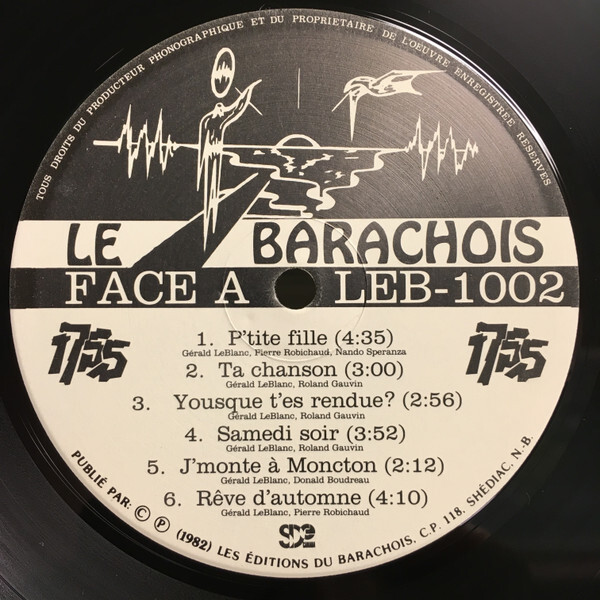 TOUS DROITS DU PRODUCTEUR PHONOGRAPHIQUE ET DU PROPRIETAIRE DE L'OEUVRE ENREGISTREE RESERVES
LE BARACHOIS
FACE A LEB-1002
1755 1755
1. P'tite fille (4:35)
Gérald LeBlanc, Pierre Robichaud, Nando Speranza
2. Ta chanson (3:00)
Gérald LeBlanc, Roland Gauvin
3. Yousque t'es rendue? (2:56)
Gérald LeBlanc, Roland Gauvin
4. Samedi soir (3:52)
Gérald LeBlanc, Roland Gauvin
5. J'monte à Moncton (2:12)
Gérald LeBlanc, Donald Boudreau
6. Rêve d'automne (4:10)
Gérald LeBlanc, Pierre Robichaud
SDE
PUBLIÉ PAR: © ℗ (1982) LES ÉDITIONS DU BARACHOIS, C.P. 118, SHÉDIAC, N.-B.